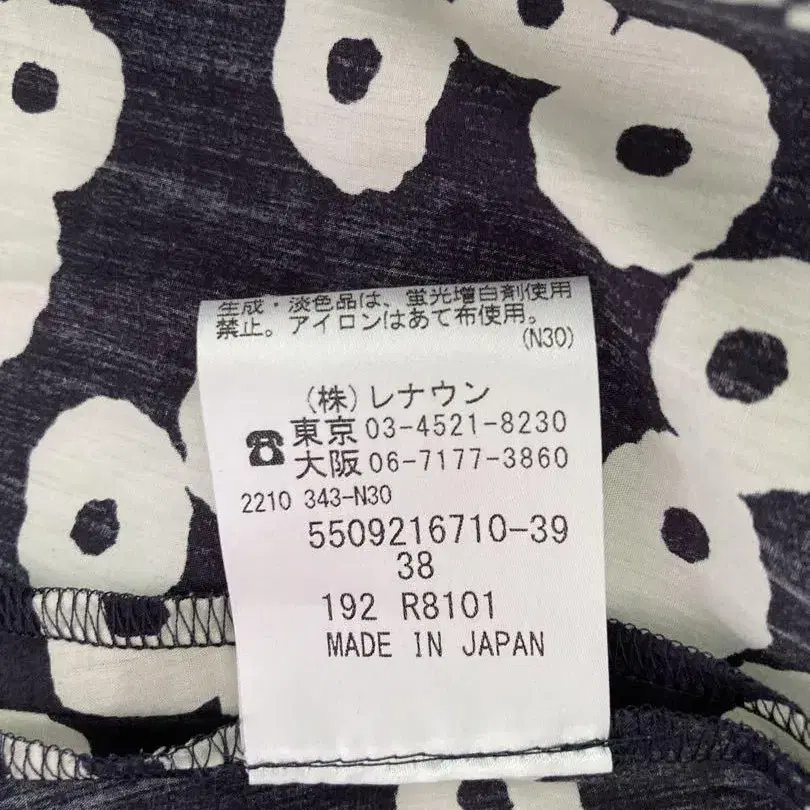 生成・淡色品は、蛍光増白剤使用
禁止。アイロンはあて布使用。
(N30)
(株)レナウン
☎東京 03-4521-8230
大阪 06-7177-3860
2210 343-N30
5509216710-39
38
192 R8101
MADE IN JAPAN